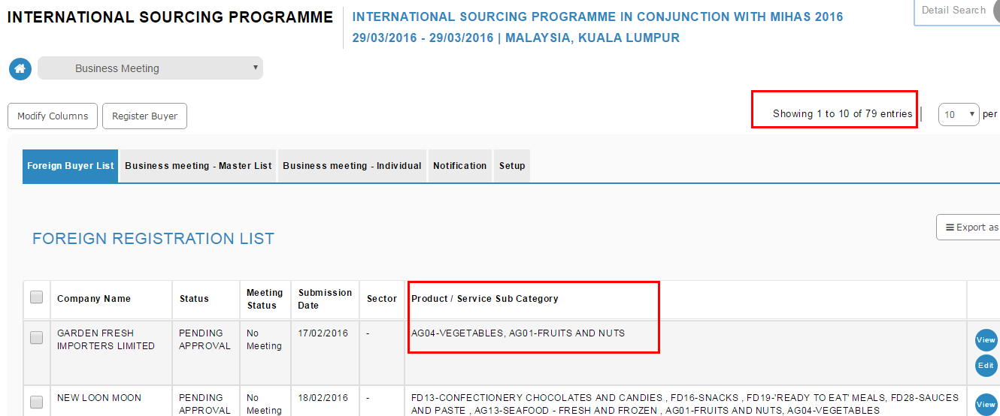 INTERNATIONAL SOURCING PROGRAMME
INTERNATIONAL SOURCING PROGRAMME IN CONJUNCTION WITH MIHAS 2016
29/03/2016 - 29/03/2016 | MALAYSIA, KUALA LUMPUR
Detail Search
Business Meeting
Modify Columns
Register Buyer
Showing 1 to 10 of 79 entries
10
per
Foreign Buyer List
Business meeting - Master List
Business meeting - Individual
Notification
Setup
Export as
FOREIGN REGISTRATION LIST
Company Name
Status
Meeting
Status
Submission
Date
Sector
Product / Service Sub Category
GARDEN FRESH
IMPORTERS LIMITED
PENDING
APPROVAL
No
Meeting
17/02/2016
-
AG04-VEGETABLES, AG01-FRUITS AND NUTS
View
Edit
NEW LOON MOON
PENDING
APPROVAL
No
Meeting
18/02/2016
-
FD13-CONFECTIONERY CHOCOLATES AND CANDIES , FD16-SNACKS , FD19-'READY TO EAT' MEALS, FD28-SAUCES
AND PASTE , AG13-SEAFOOD - FRESH AND FROZEN , AG01-FRUITS AND NUTS, AG04-VEGETABLES
View